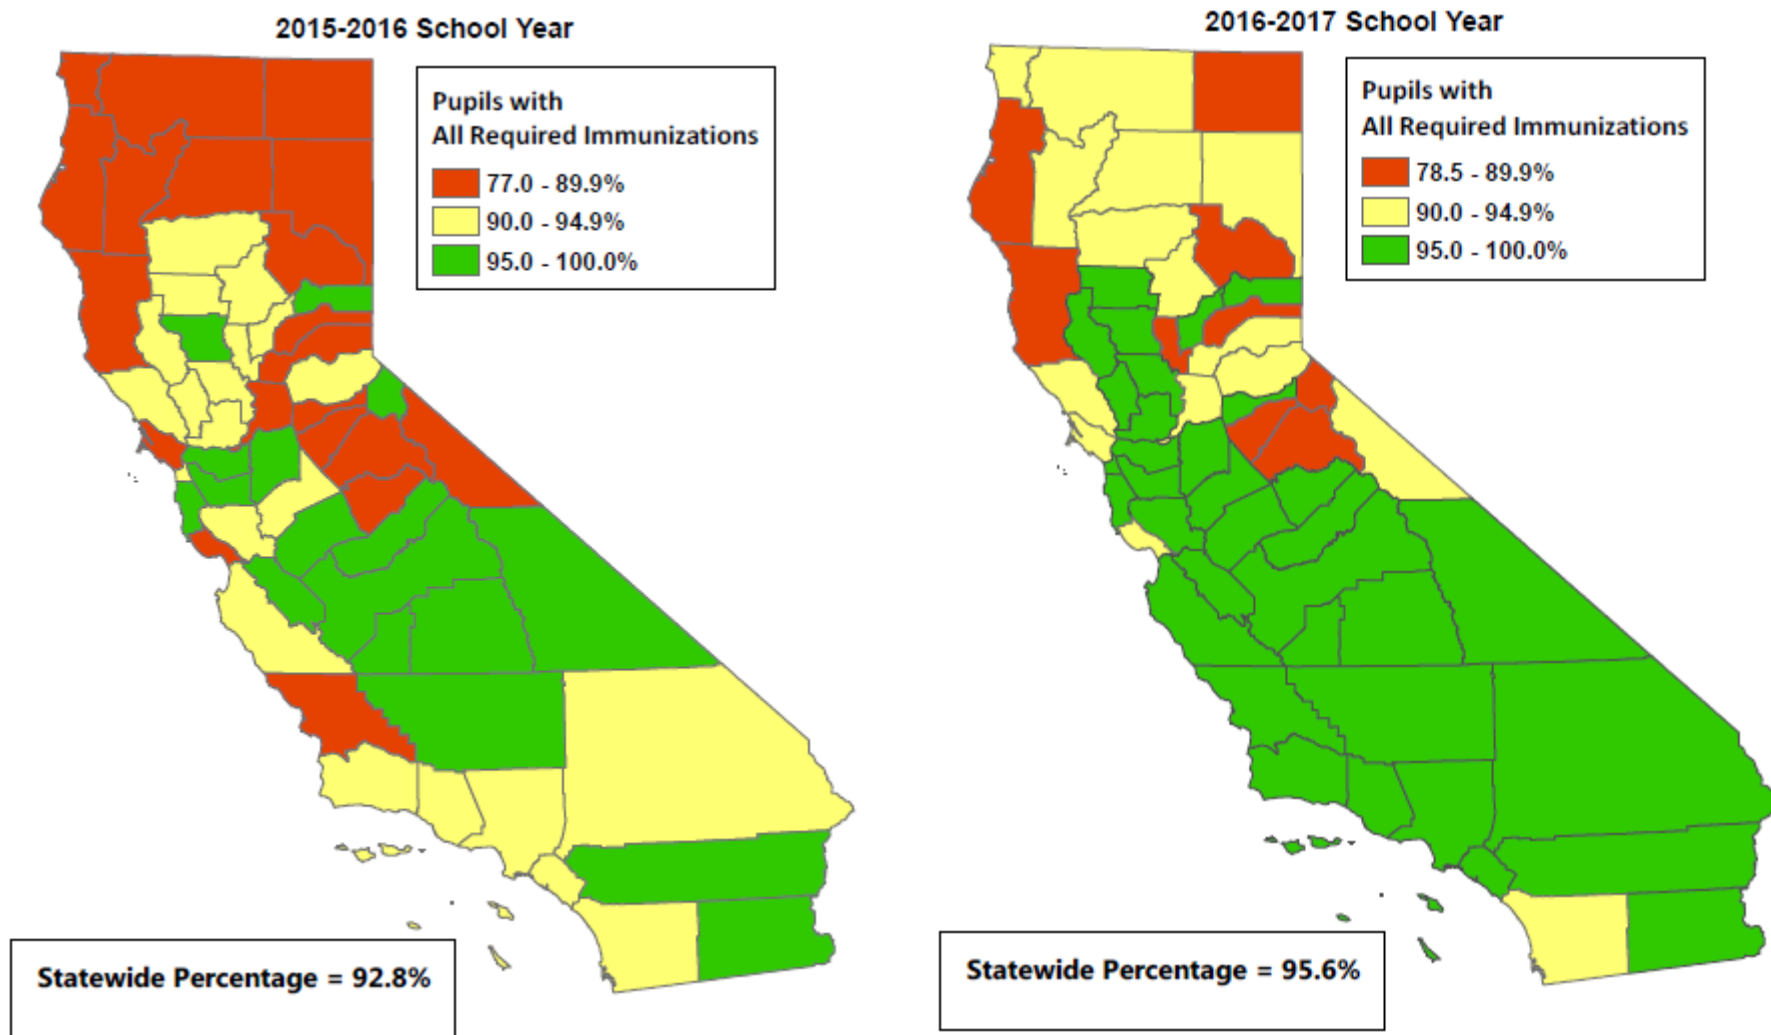 2015-2016 School Year
Pupils with
All Required Immunizations
77.0 - 89.9%
90.0 - 94.9%
95.0 - 100.0%
Statewide Percentage = 92.8%
2016-2017 School Year
Pupils with
All Required Immunizations
78.5 - 89.9%
90.0 - 94.9%
95.0 - 100.0%
Statewide Percentage = 95.6%